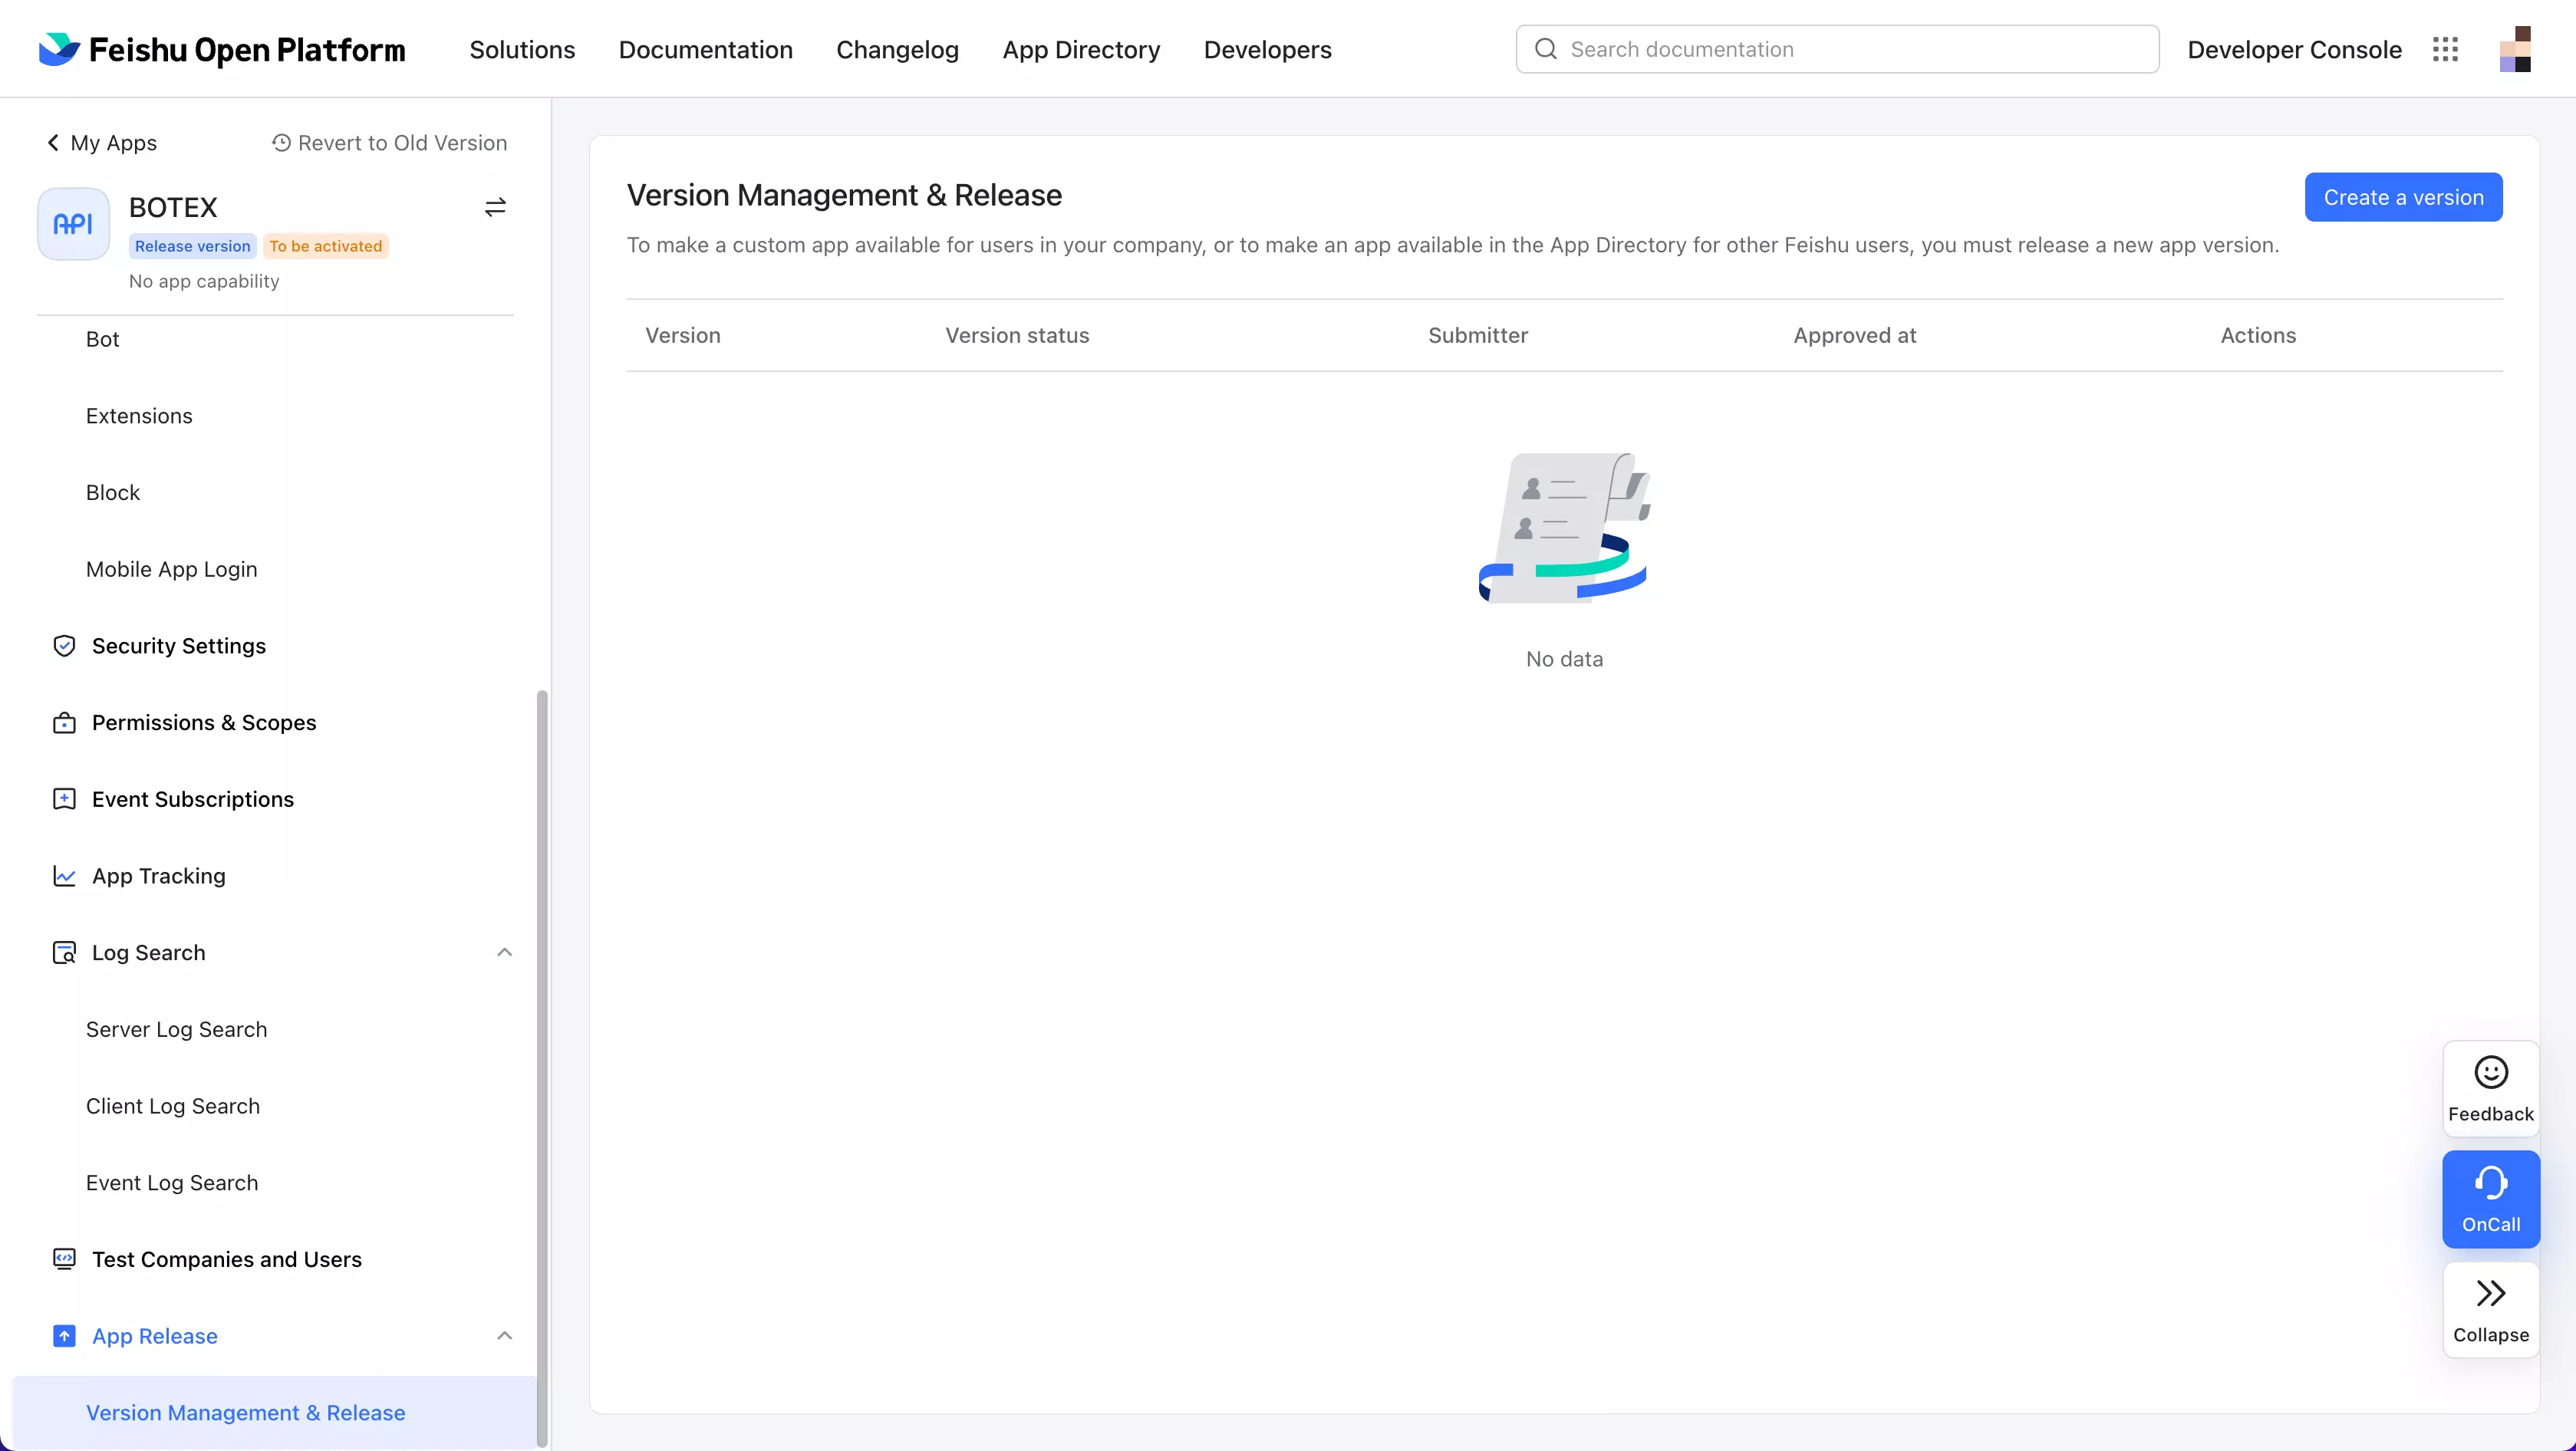 Feishu Open Platform
Solutions
Documentation
Changelog
App Directory
Developers
Search documentation
Developer Console
My Apps
Revert to Old Version
API
BOTEX
Release version
To be activated
No app capability
Bot
Extensions
Block
Mobile App Login
Security Settings
Permissions & Scopes
Event Subscriptions
App Tracking
Log Search
Server Log Search
Client Log Search
Event Log Search
Test Companies and Users
App Release
Version Management & Release
Version Management & Release
Create a version
To make a custom app available for users in your company, or to make an app available in the App Directory for other Feishu users, you must release a new app version.
Version
Version status
Submitter
Approved at
Actions
No data
Feedback
OnCall
Collapse